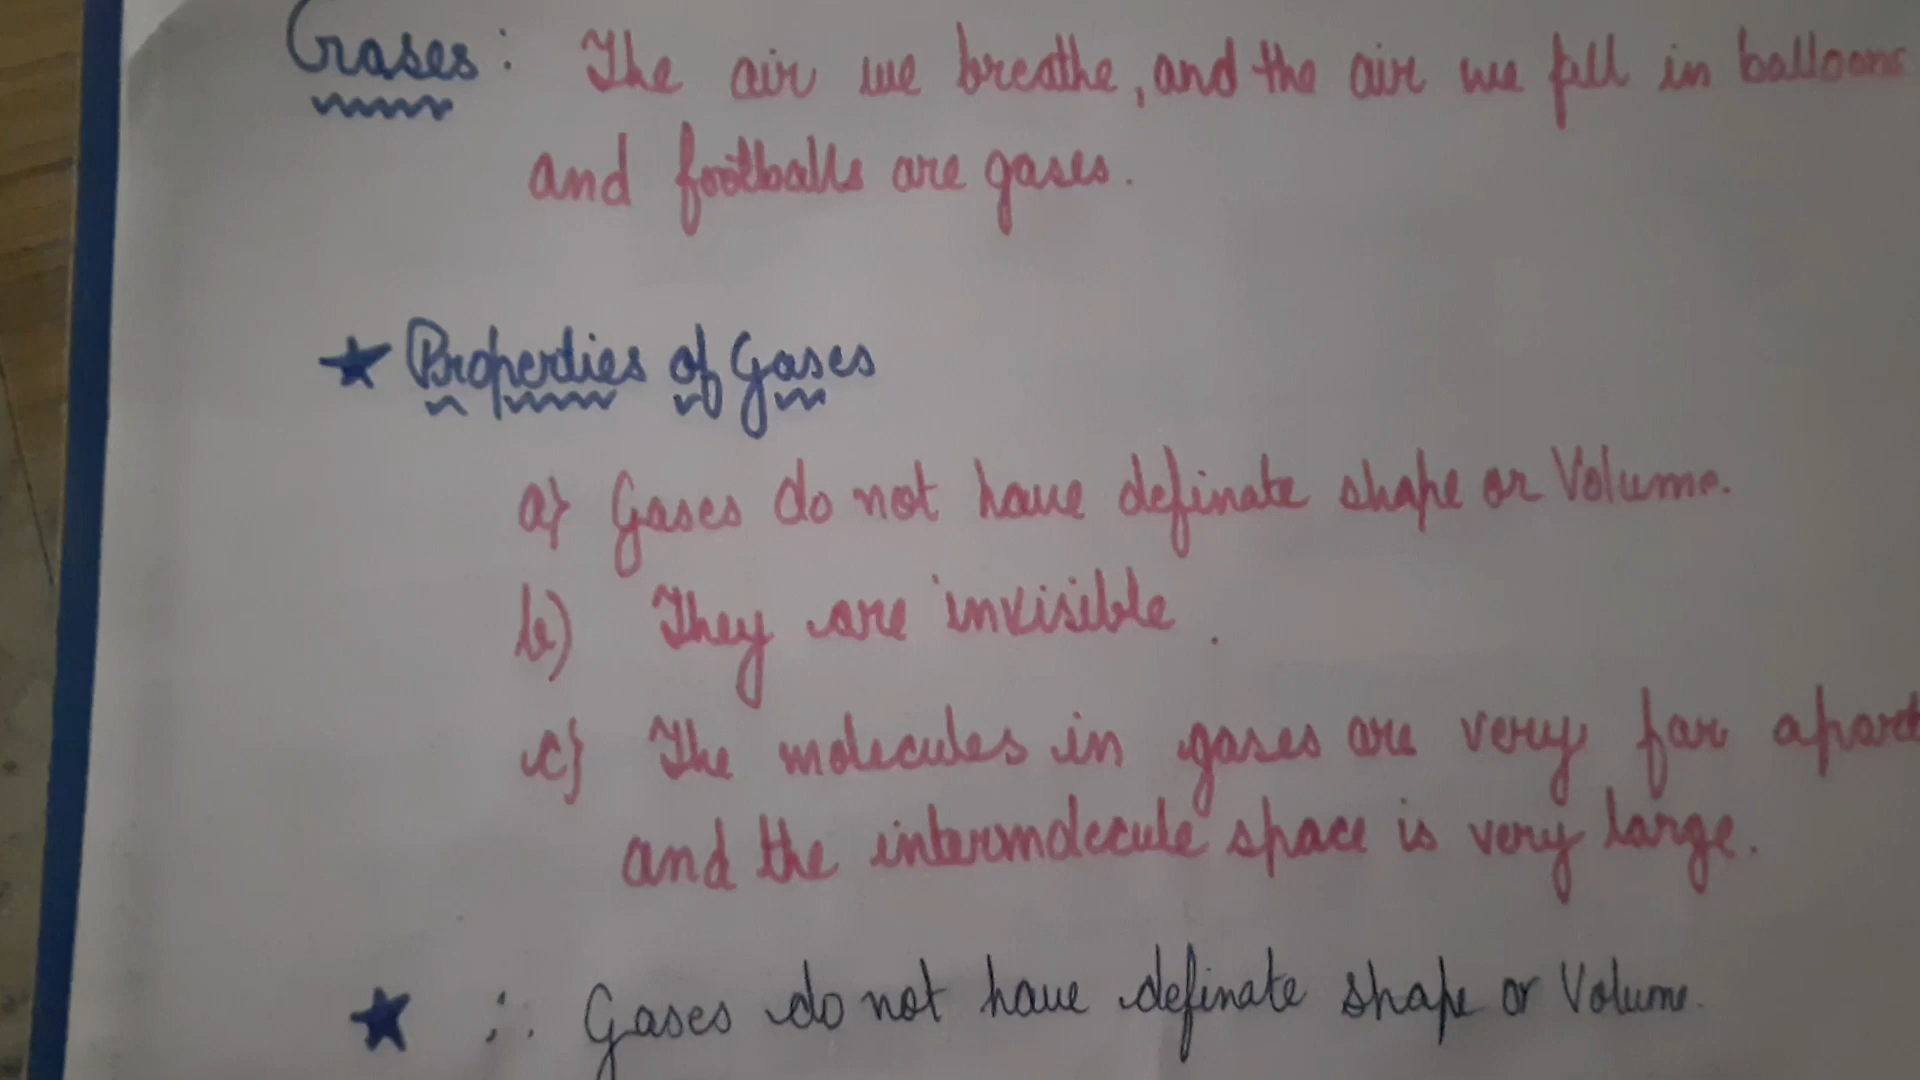 Gases: The air we breathe, and the air we fill in balloons
and footballs are gases.
★ Properties of Gases
a) Gases do not have definate shape or Volume.
b) They are invisible.
c) The molecules in gases are very far apart
and the intermolecule space is very large.
★ ∴ Gases do not have definate shape or Volume.